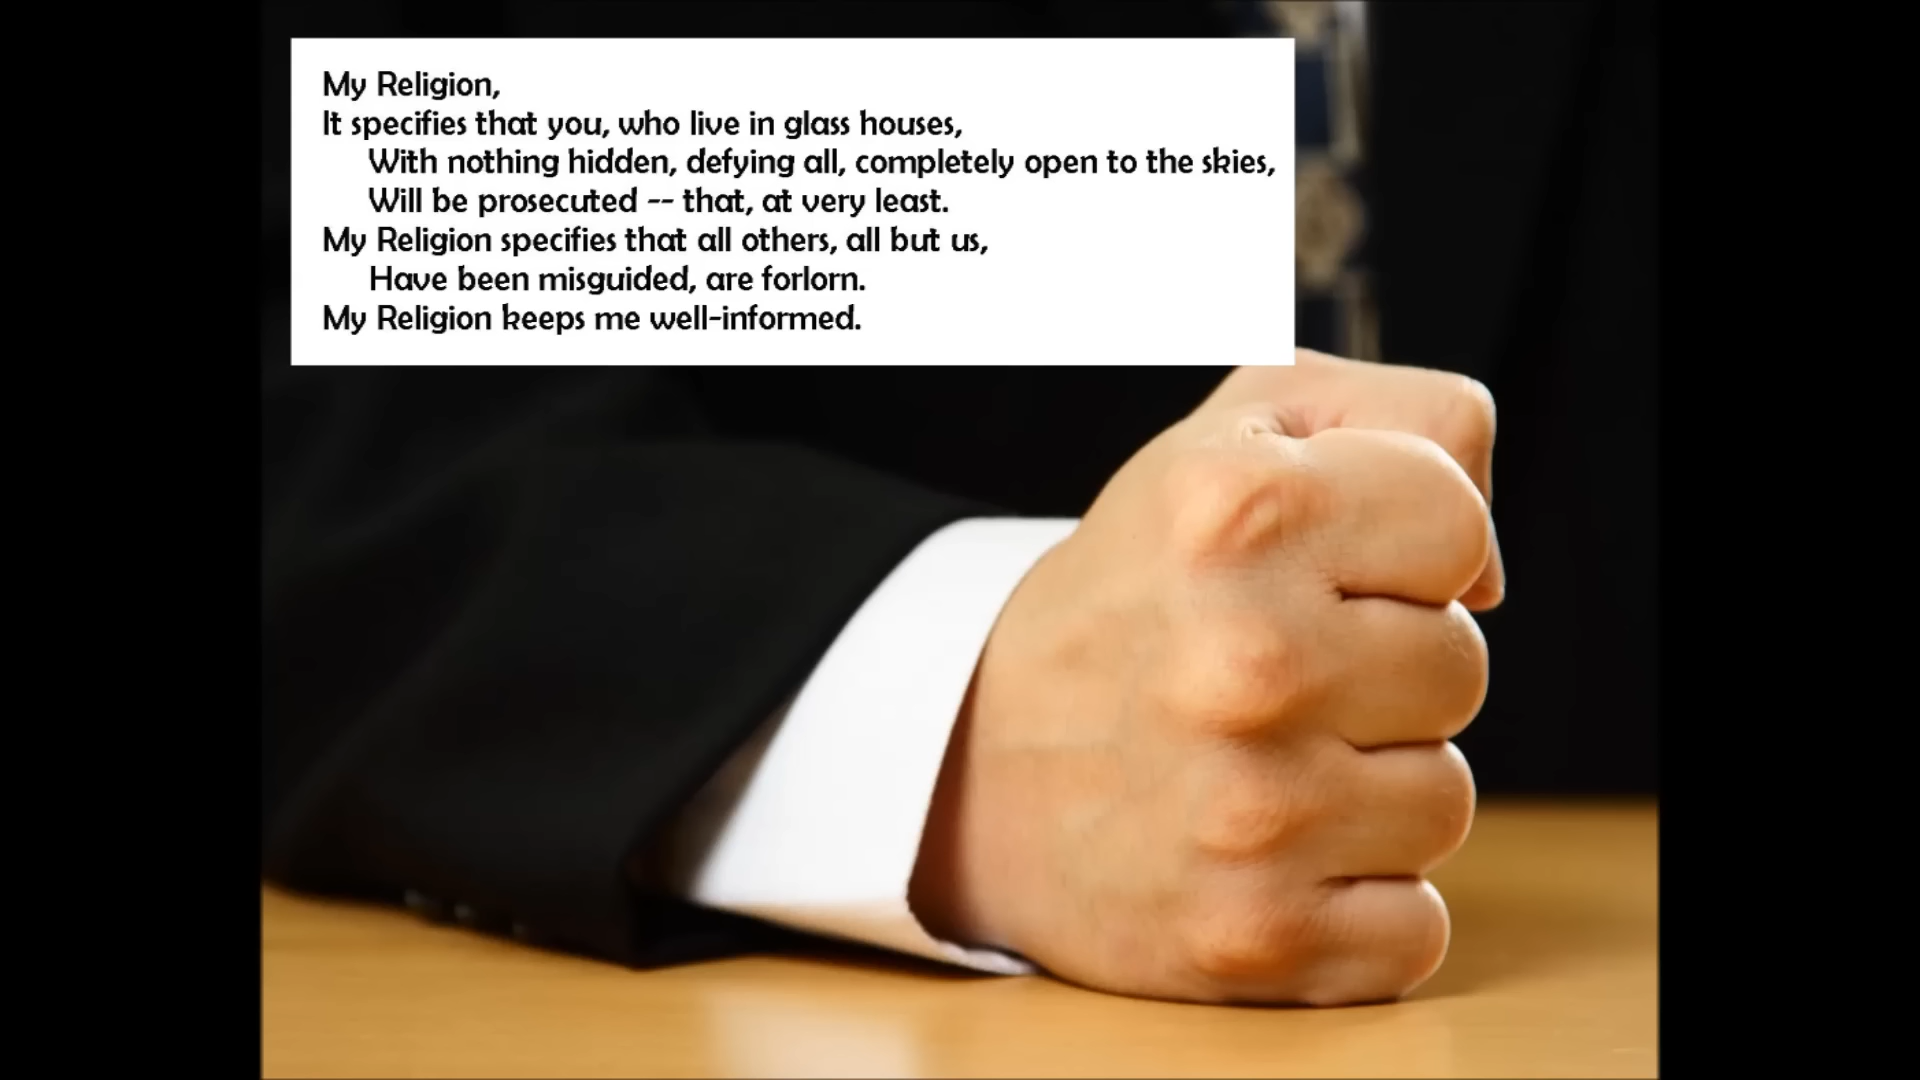 My Religion,
It specifies that you, who live in glass houses,
With nothing hidden, defying all, completely open to the skies,
Will be prosecuted -- that, at very least.
My Religion specifies that all others, all but us,
Have been misguided, are forlorn.
My Religion keeps me well-informed.